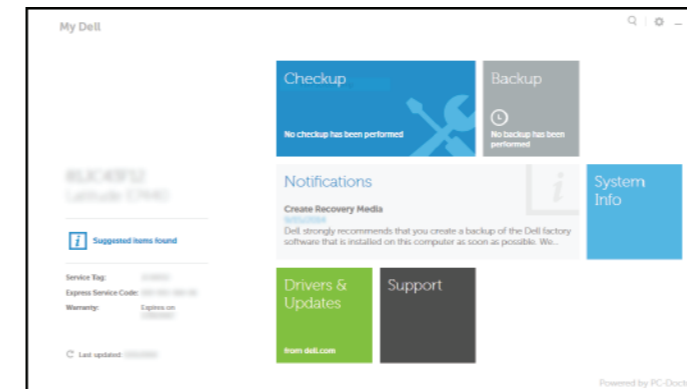 My Dell
Checkup
No checkup has been performed
Backup
No backup has been
performed
Notifications
Create Recovery Media
Dell strongly recommends that you create a backup of the Dell factory
software that is installed on this computer as soon as possible. We...
System
Info
Suggested items found
Service Tag:
Express Service Code:
Warranty: Expires on
Last updated:
Drivers &
Updates
from dell.com
Support
Powered by PC-Doct